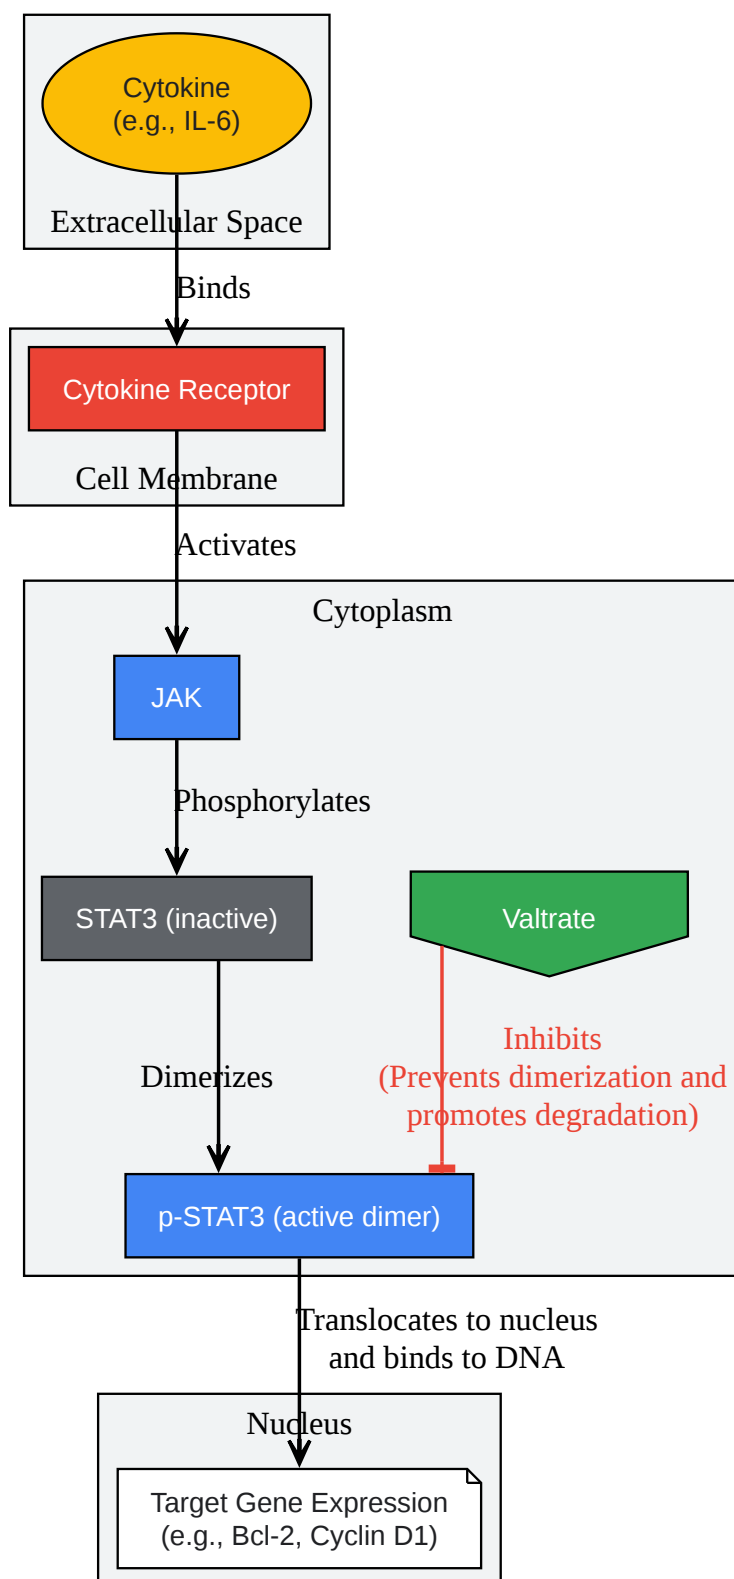 Cytokine
(e.g., IL-6)
Extracellular Space
Binds
Cytokine Receptor
Cell Membrane
Activates
Cytoplasm
JAK
Phosphorylates
STAT3 (inactive)
Valtrate
Inhibits
(Prevents dimerization and
promotes degradation)
Dimerizes
p-STAT3 (active dimer)
Translocates to nucleus
and binds to DNA
Nucleus
Target Gene Expression
(e.g., Bcl-2, Cyclin D1)